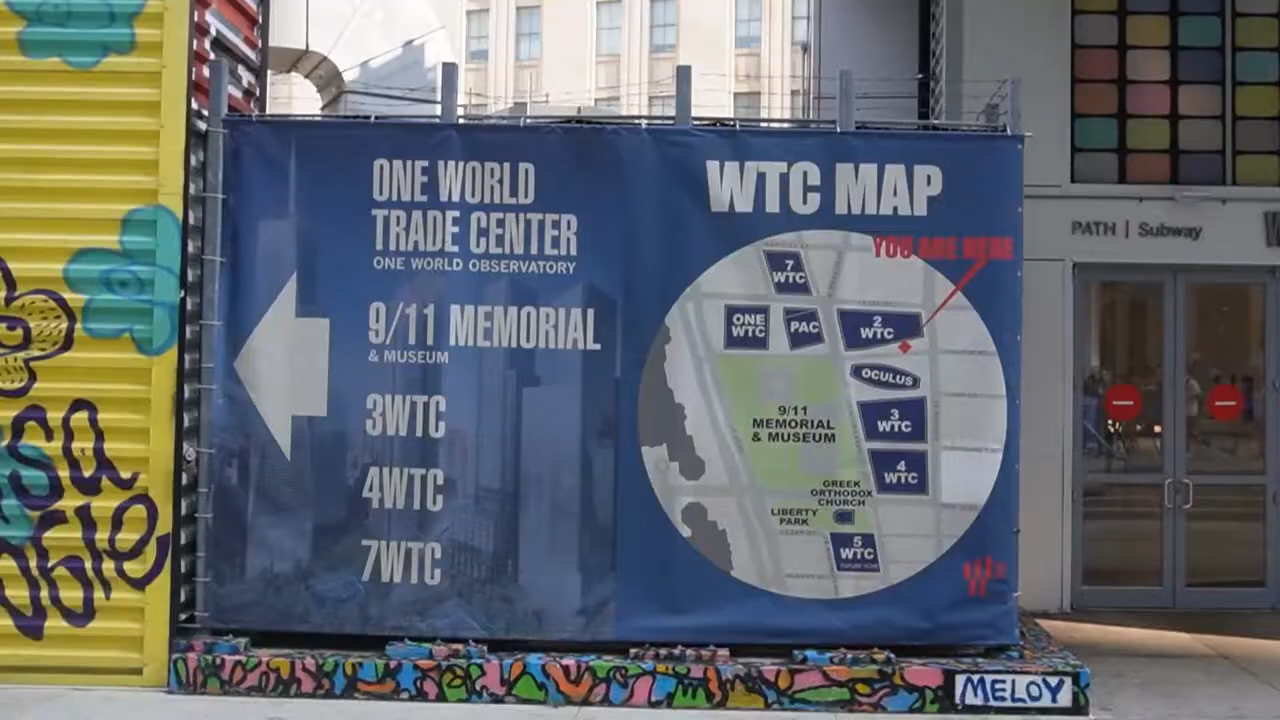 ONE WORLD
TRADE CENTER
ONE WORLD OBSERVATORY
9/11 MEMORIAL
& MUSEUM
3WTC
4WTC
7WTC
WTC MAP
YOU ARE HERE
7
WTC
ONE
WTC
PAC
2
WTC
OCULUS
9/11
MEMORIAL
& MUSEUM
3
WTC
4
WTC
GREEK
ORTHODOX
CHURCH
LIBERTY
PARK
5
WTC
PATH | Subway
MELOY